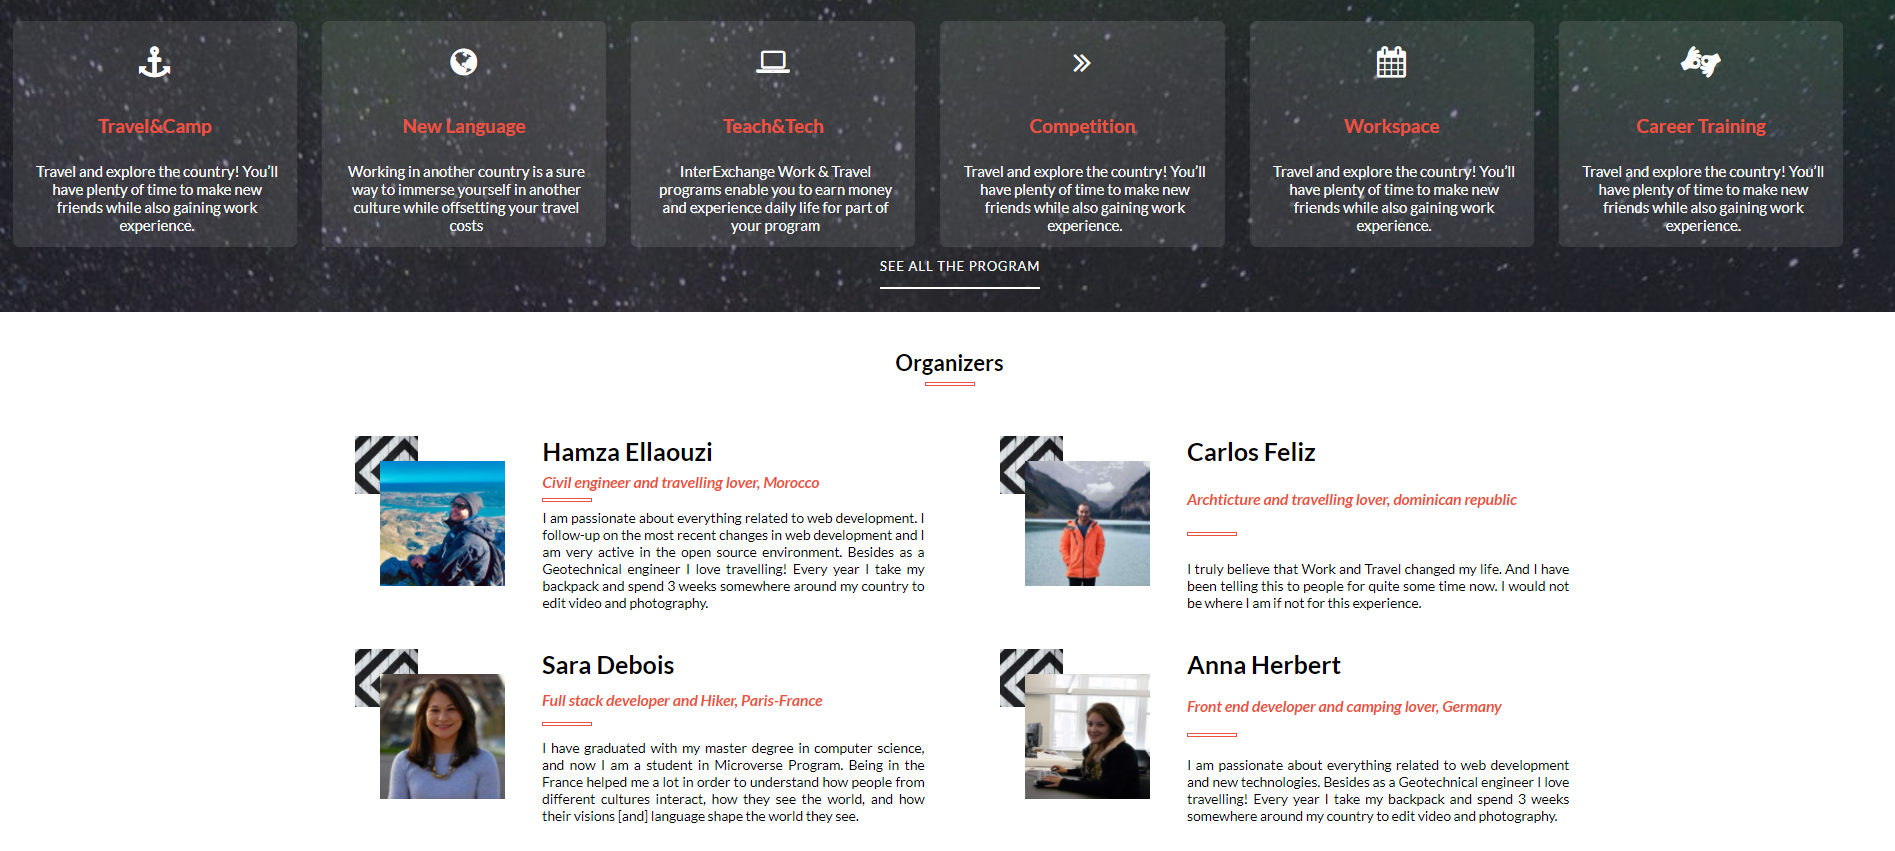 Travel&Camp
Travel and explore the country! You'll
have plenty of time to make new
friends while also gaining work
experience.
New Language
Working in another country is a sure
way to immerse yourself in another
culture while offsetting your travel
costs
Teach&Tech
InterExchange Work & Travel
programs enable you to earn money
and experience daily life for part of
your program
Competition
Travel and explore the country! You'll
have plenty of time to make new
friends while also gaining work
experience.
Workspace
Travel and explore the country! You'll
have plenty of time to make new
friends while also gaining work
experience.
Career Training
Travel and explore the country! You'll
have plenty of time to make new
friends while also gaining work
experience.
SEE ALL THE PROGRAM
Organizers
Hamza Ellaouzi
Civil engineer and travelling lover, Morocco
I am passionate about everything related to web development. I
follow-up on the most recent changes in web development and I
am very active in the open source environment. Besides as a
Geotechnical engineer I love travelling! Every year I take my
backpack and spend 3 weeks somewhere around my country to
edit video and photography.
Carlos Feliz
Archticture and travelling lover, dominican republic
I truly believe that Work and Travel changed my life. And I have
been telling this to people for quite some time now. I would not
be where I am if not for this experience.
Sara Debois
Full stack developer and Hiker, Paris-France
I have graduated with my master degree in computer science,
and now I am a student in Microverse Program. Being in the
France helped me a lot in order to understand how people from
different cultures interact, how they see the world, and how
their visions [and] language shape the world they see.
Anna Herbert
Front end developer and camping lover, Germany
I am passionate about everything related to web development
and new technologies. Besides as a Geotechnical engineer I love
travelling! Every year I take my backpack and spend 3 weeks
somewhere around my country to edit video and photography.